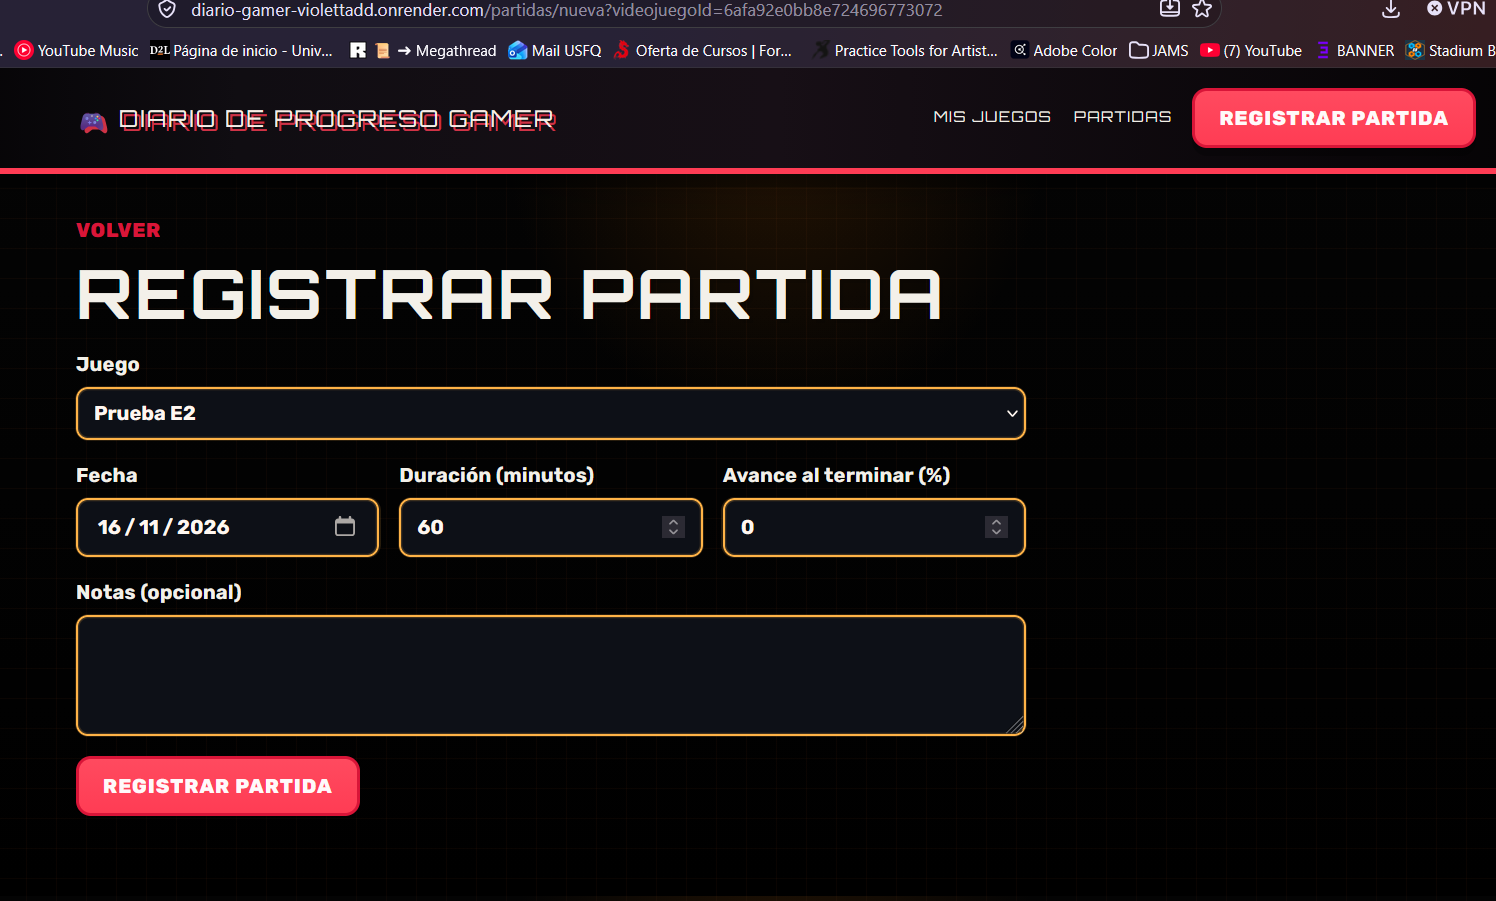 diario-gamer-violettadd.onrender.com/partidas/nueva?videojuegoId=6afa92e0bb8e724696773072
VPN
YouTube Music D2L Página de inicio - Univ... R → Megathread Mail USFQ Oferta de Cursos | For... Practice Tools for Artist... Adobe Color JAMS (7) YouTube BANNER Stadium B
DIARIO DE PROGRESO GAMER
MIS JUEGOS PARTIDAS REGISTRAR PARTIDA
VOLVER
REGISTRAR PARTIDA
Juego
Prueba E2
Fecha Duración (minutos) Avance al terminar (%)
16 / 11 / 2026 60 0
Notas (opcional)
REGISTRAR PARTIDA